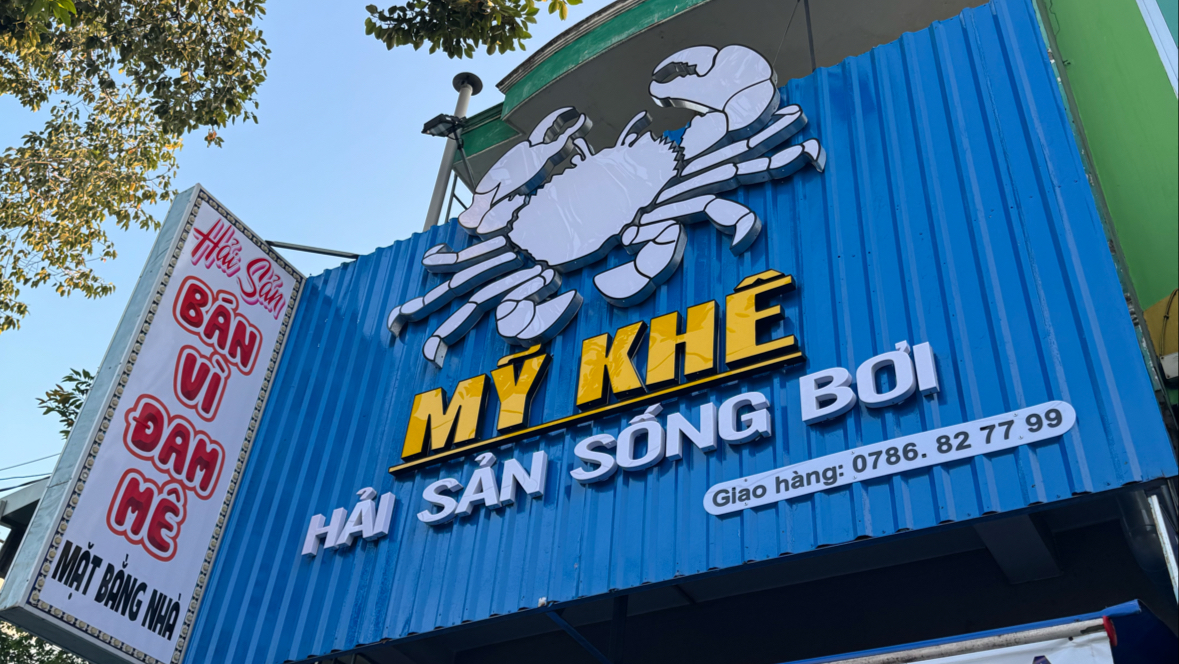 Hải Sản
BÁN
VÌ
ĐAM
MÊ
MẶT BẰNG NHÀ
MỸ KHÊ
HẢI SẢN SỐNG BƠI
Giao hàng: 0786. 82 77 99